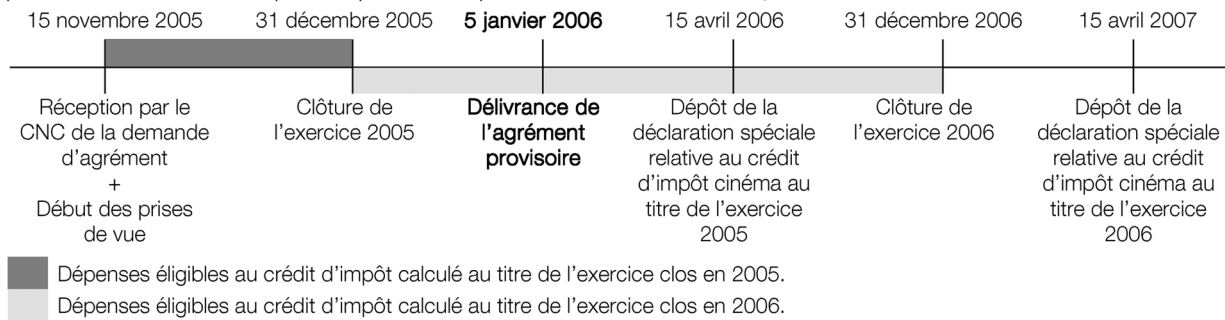 15 novembre 2005 31 décembre 2005 5 janvier 2006 15 avril 2006 31 décembre 2006 15 avril 2007
Réception par le
CNC de la demande
d'agrément
+
Début des prises
de vue
Clôture de
l'exercice 2005
Délivrance de
l'agrément
provisoire
Dépôt de la
déclaration spéciale
relative au crédit
d'impôt cinéma au
titre de l'exercice
2005
Clôture de
l'exercice 2006
Dépôt de la
déclaration spéciale
relative au crédit
d'impôt cinéma au
titre de l'exercice
2006
Dépenses éligibles au crédit d'impôt calculé au titre de l'exercice clos en 2005.
Dépenses éligibles au crédit d'impôt calculé au titre de l'exercice clos en 2006.